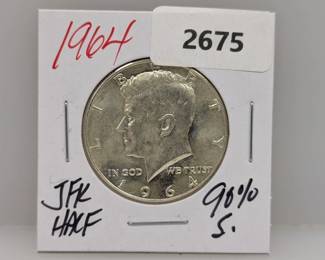 1964
2675
LIBERTY
IN GOD WE TRUST
1964
JFK
HALF
90%
S.